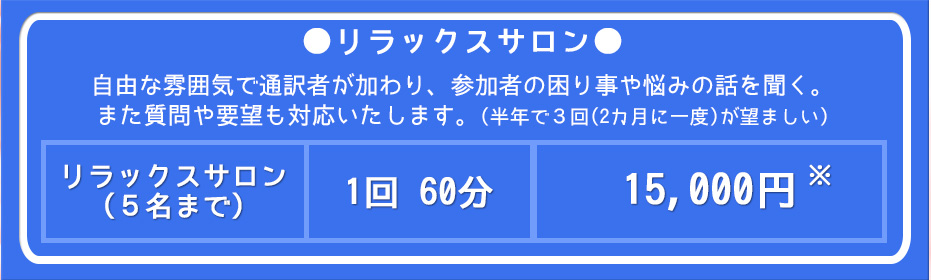 ●リラックスサロン●
自由な雰囲気で通訳者が加わり、参加者の困り事や悩みの話を聞く。
また質問や要望も対応いたします。(半年で３回(2カ月に一度)が望ましい)
リラックスサロン
(５名まで)
1回 60分
15,000円※